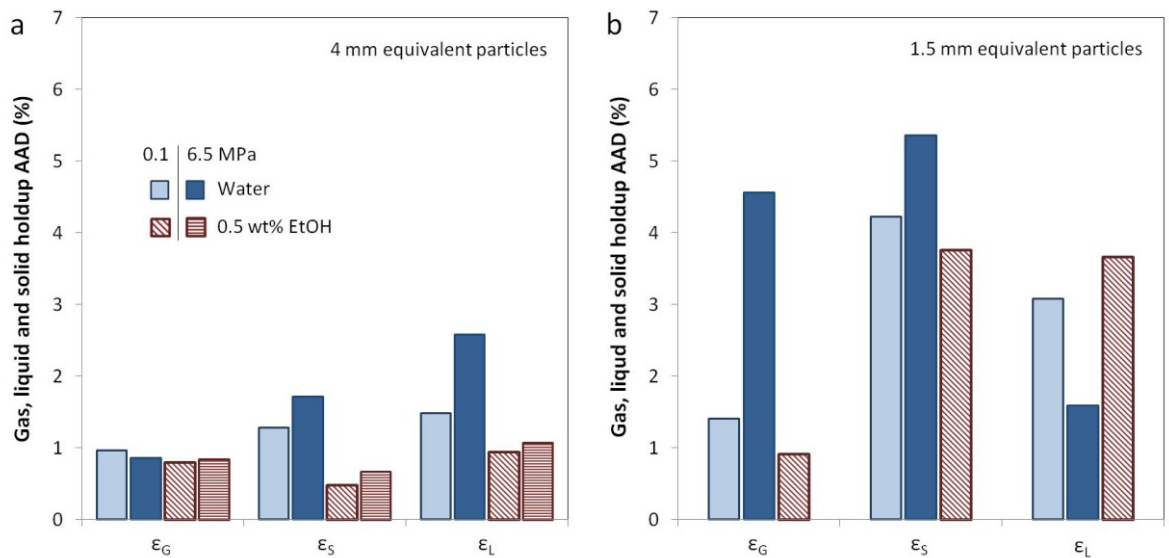 a
4 mm equivalent particles
Gas, liquid and solid holdup AAD (%)
7
6
5
4
3
2
1
0
0.1 | 6.5 MPa
Water
0.5 wt% EtOH
εG
εS
εL
b
1.5 mm equivalent particles
Gas, liqud and solid holdup AAD (%)
7
6
5
4
3
2
1
0
εG
εS
εL